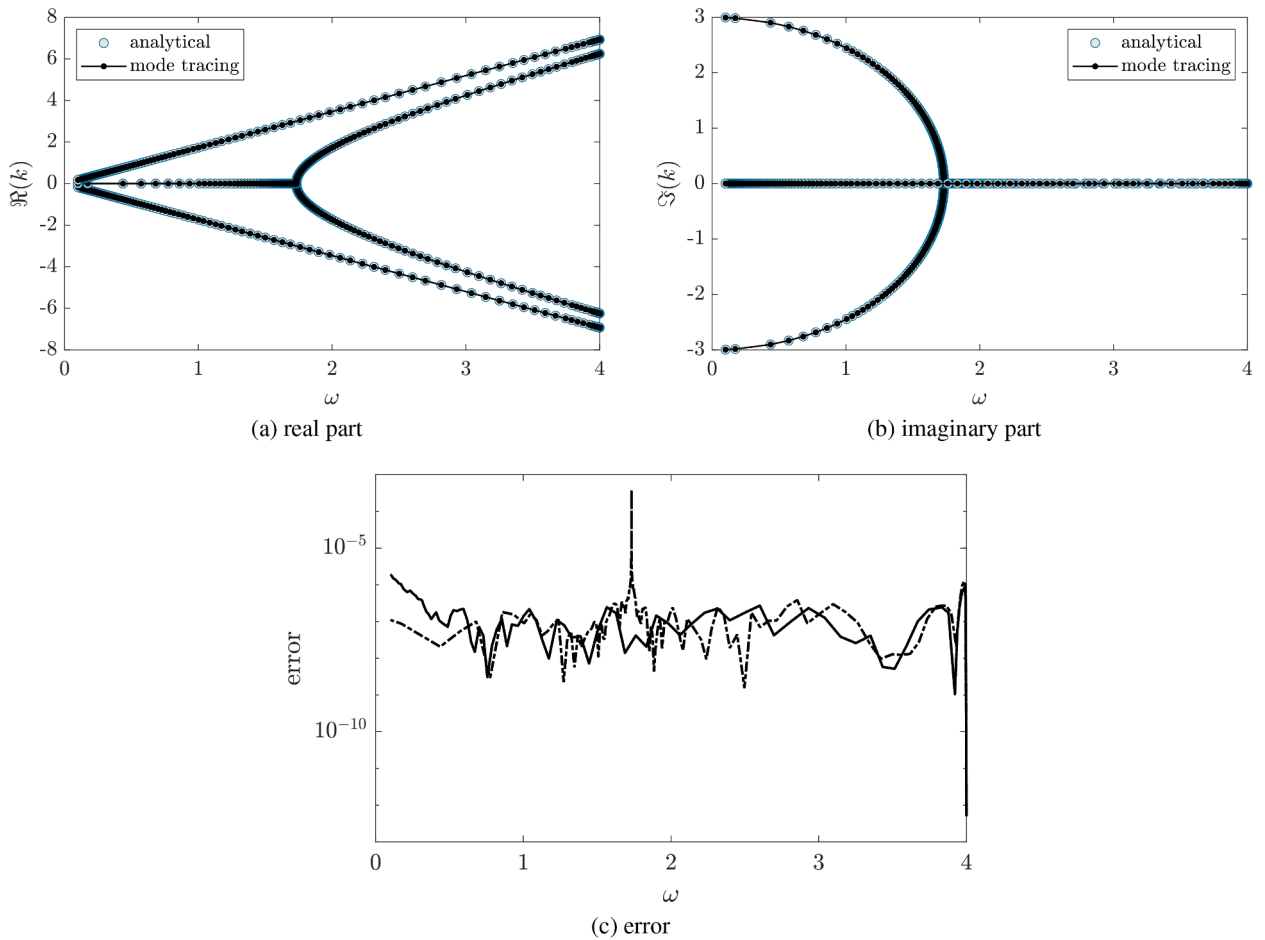 8
6
4
2
0
-2
-4
-6
-8
ℜ(k)
analytical
mode tracing
0 1 2 3 4
ω
(a) real part
3
2
1
0
-1
-2
-3
ℑ(k)
analytical
mode tracing
0 1 2 3 4
ω
(b) imaginary part
10⁻⁵
10⁻¹⁰
error
0 1 2 3 4
ω
(c) error